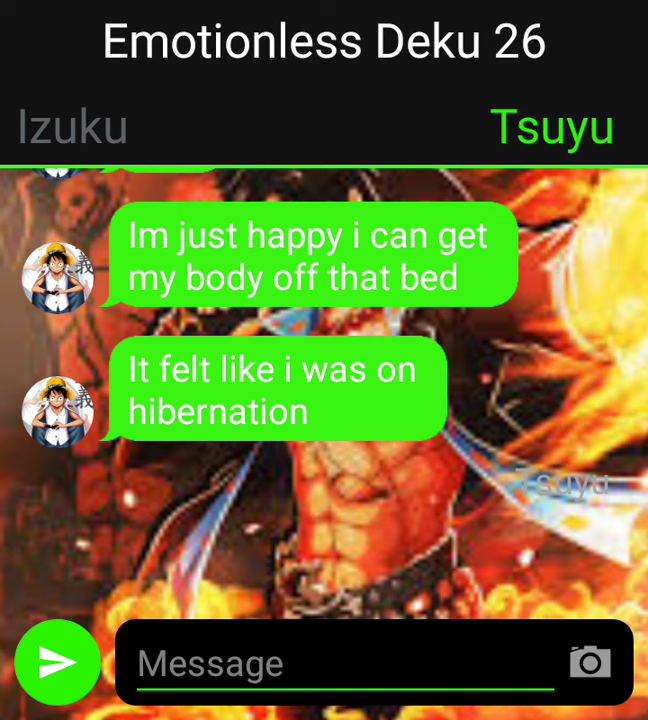 Emotionless Deku 26
Izuku
Tsuyu
Im just happy i can get
my body off that bed
It felt like i was on
hibernation
Tsuyu
Message